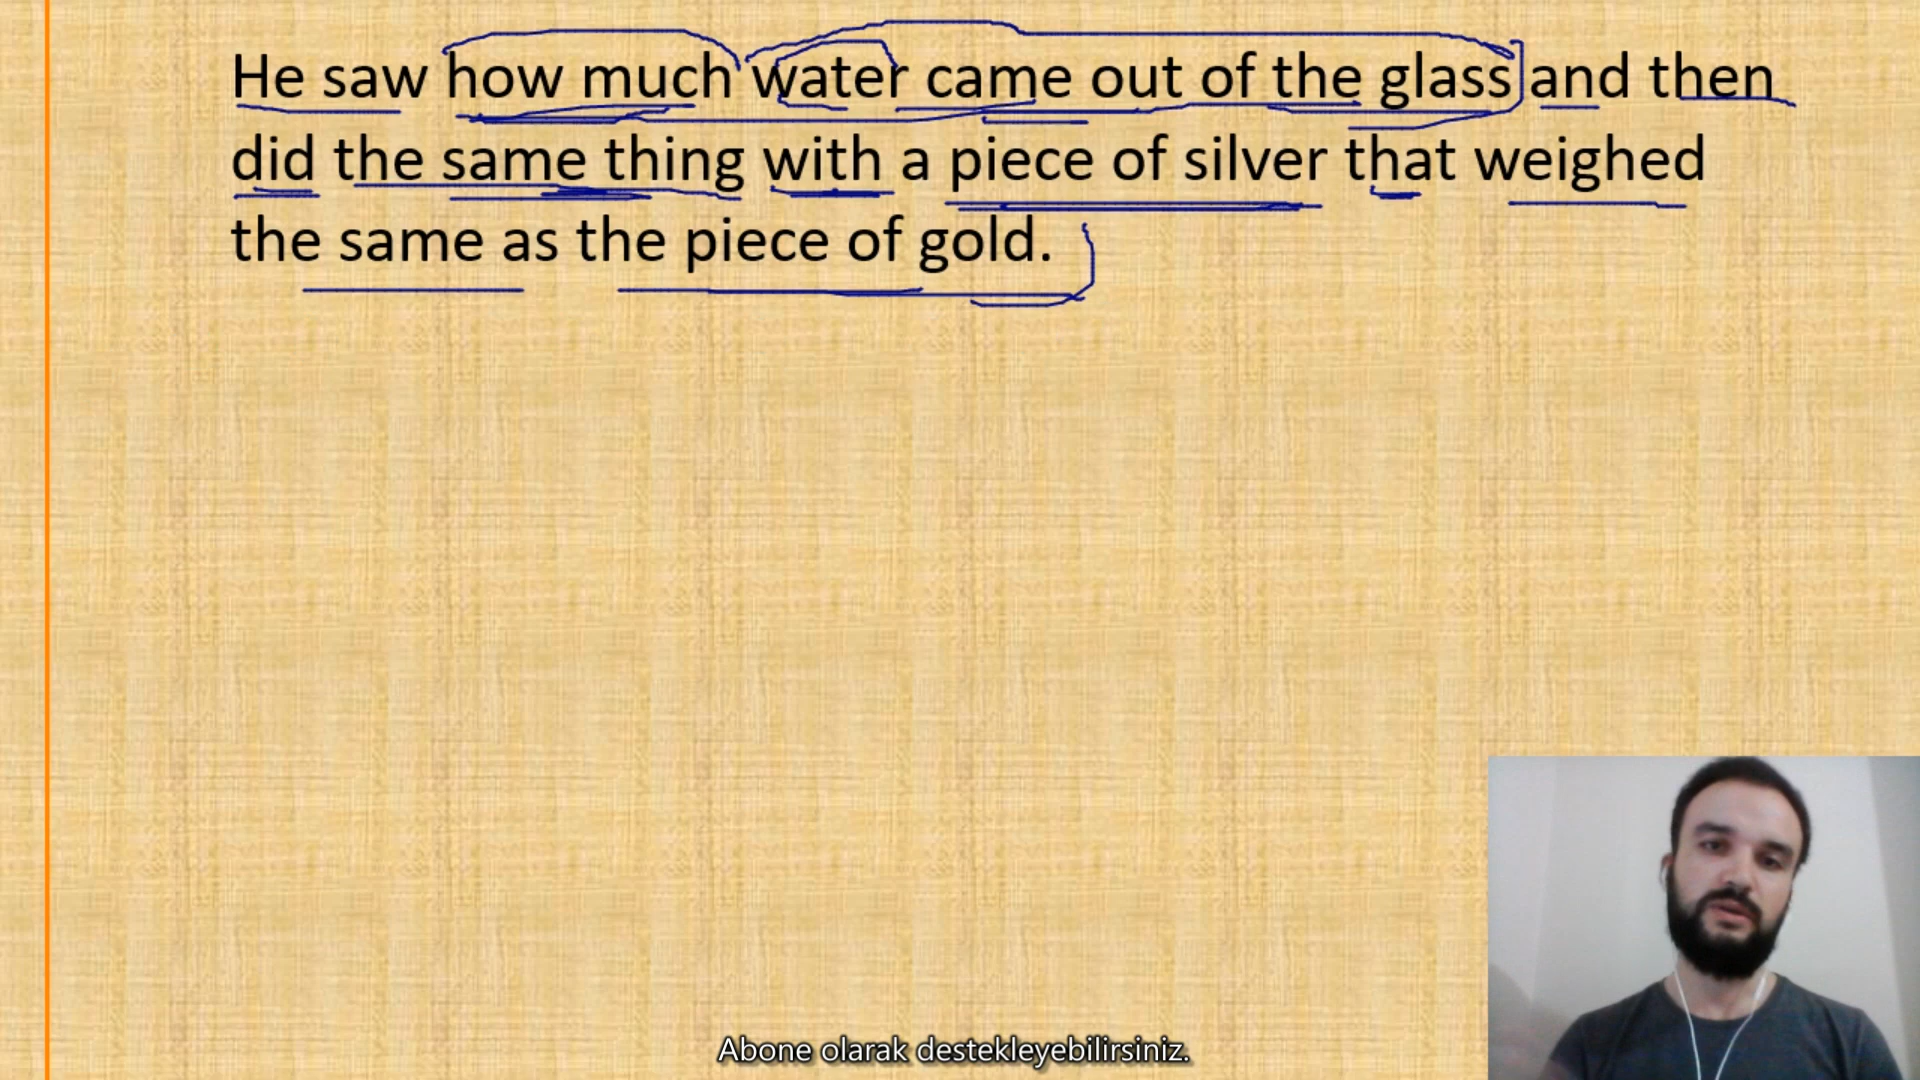 He saw how much water came out of the glass and then
did the same thing with a piece of silver that weighed
the same as the piece of gold.
Abone olarak destekleyebilirsiniz.